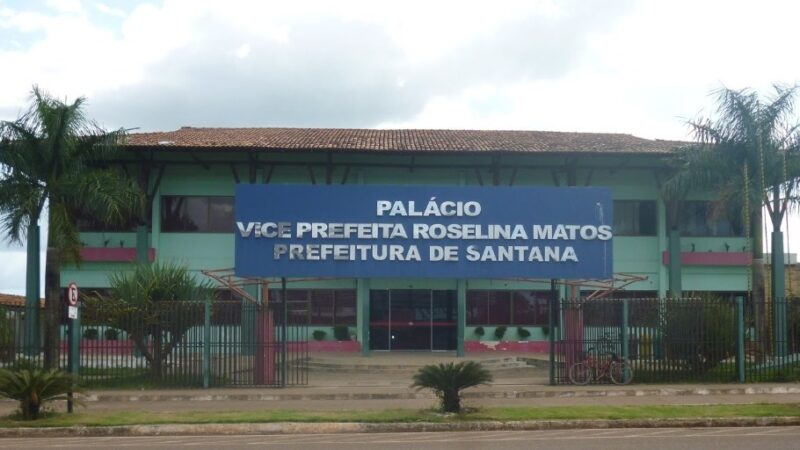 PALÁCIO
VICE PREFEITA ROSELINA MATOS
PREFEITURA DE SANTANA